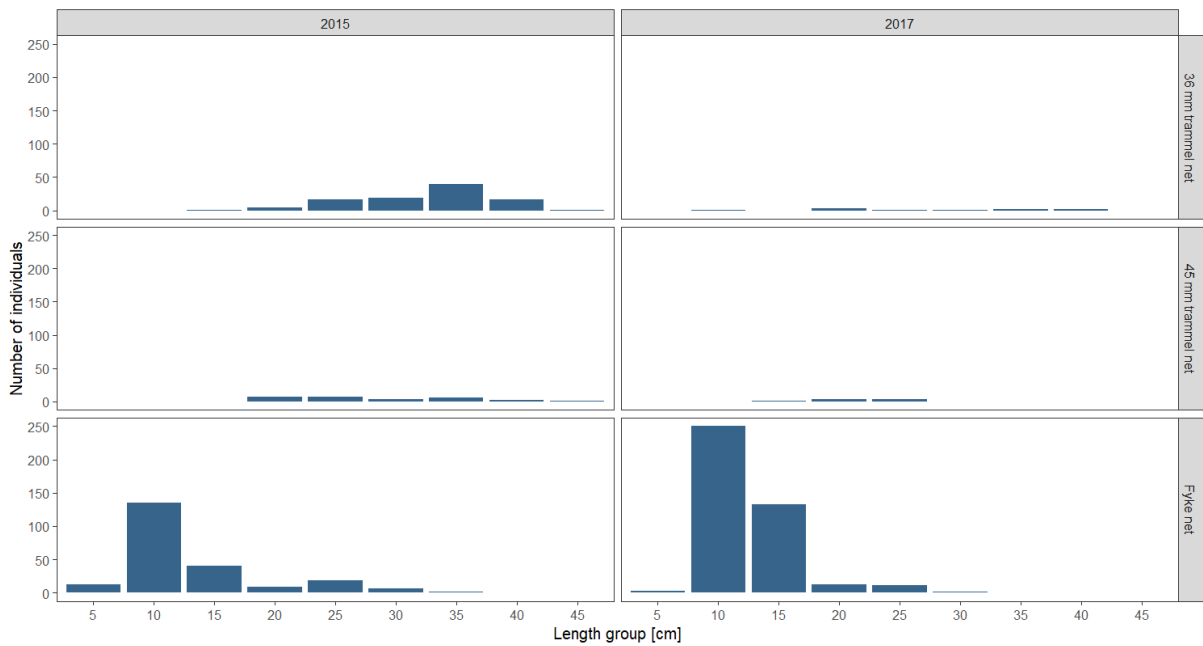 2015
2017
250
200
150
100
50
0
36 mm trammel net
250
200
150
100
50
0
45 mm trammel net
250
200
150
100
50
0
Fyke net
Number of individuals
5 10 15 20 25 30 35 40 45
5 10 15 20 25 30 35 40 45
Length group [cm]